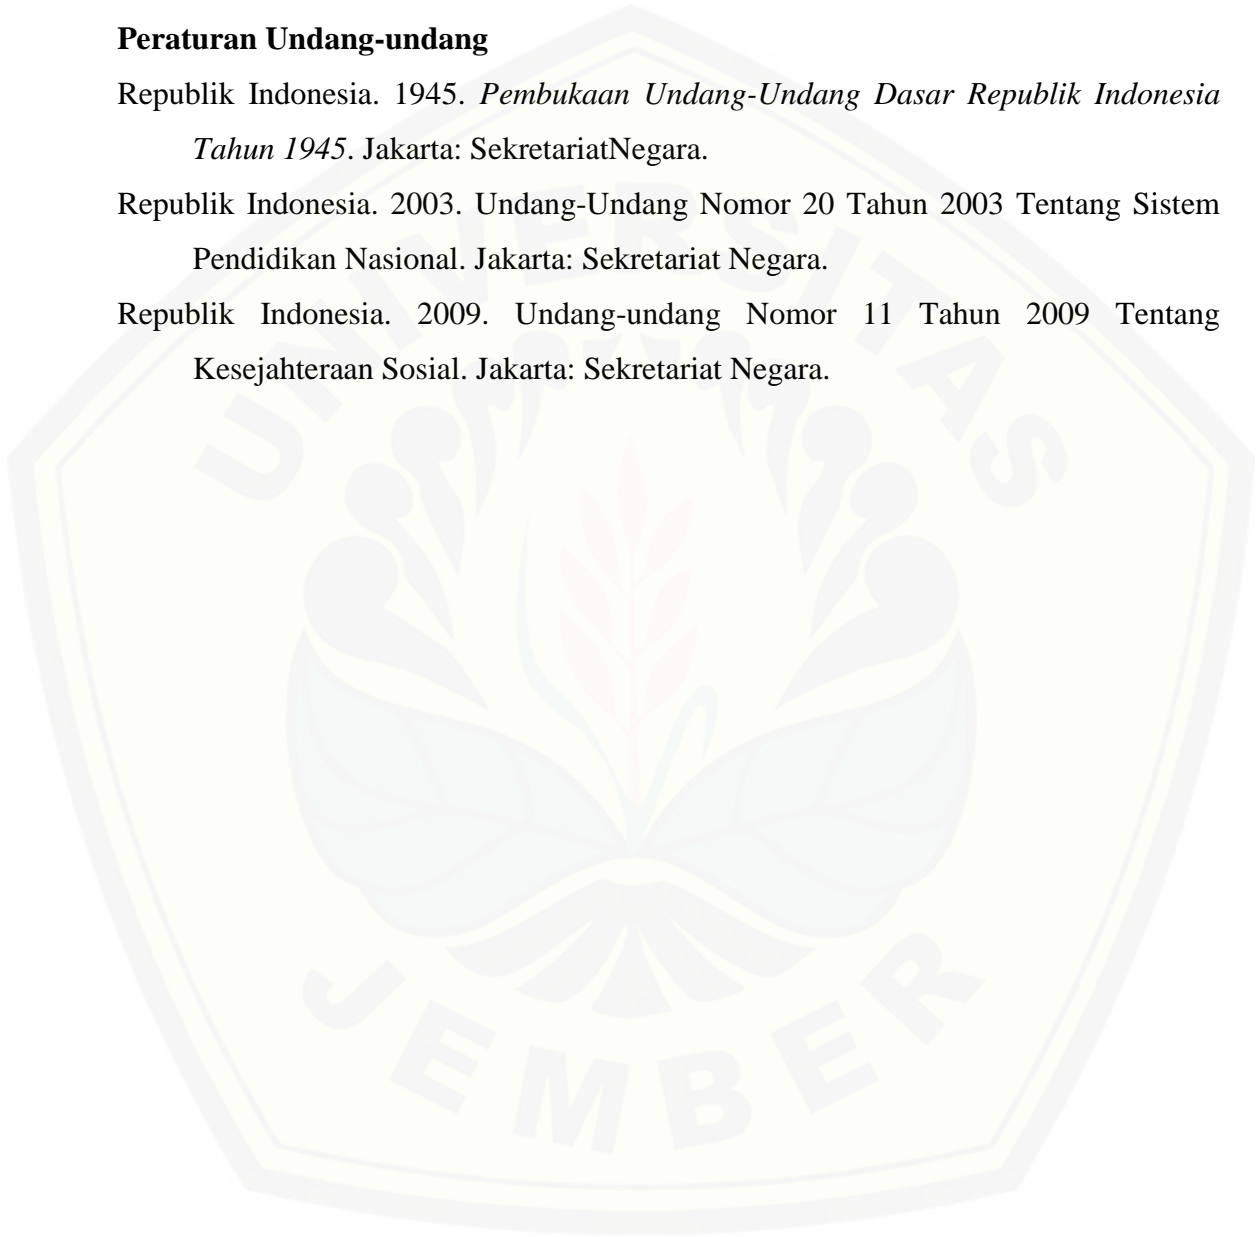 Peraturan Undang-undang
Republik Indonesia. 1945. Pembukaan Undang-Undang Dasar Republik Indonesia
Tahun 1945. Jakarta: SekretariatNegara.
Republik Indonesia. 2003. Undang-Undang Nomor 20 Tahun 2003 Tentang Sistem
Pendidikan Nasional. Jakarta: Sekretariat Negara.
Republik Indonesia. 2009. Undang-undang Nomor 11 Tahun 2009 Tentang
Kesejahteraan Sosial. Jakarta: Sekretariat Negara.
UNIVERSITAS
JEMBER